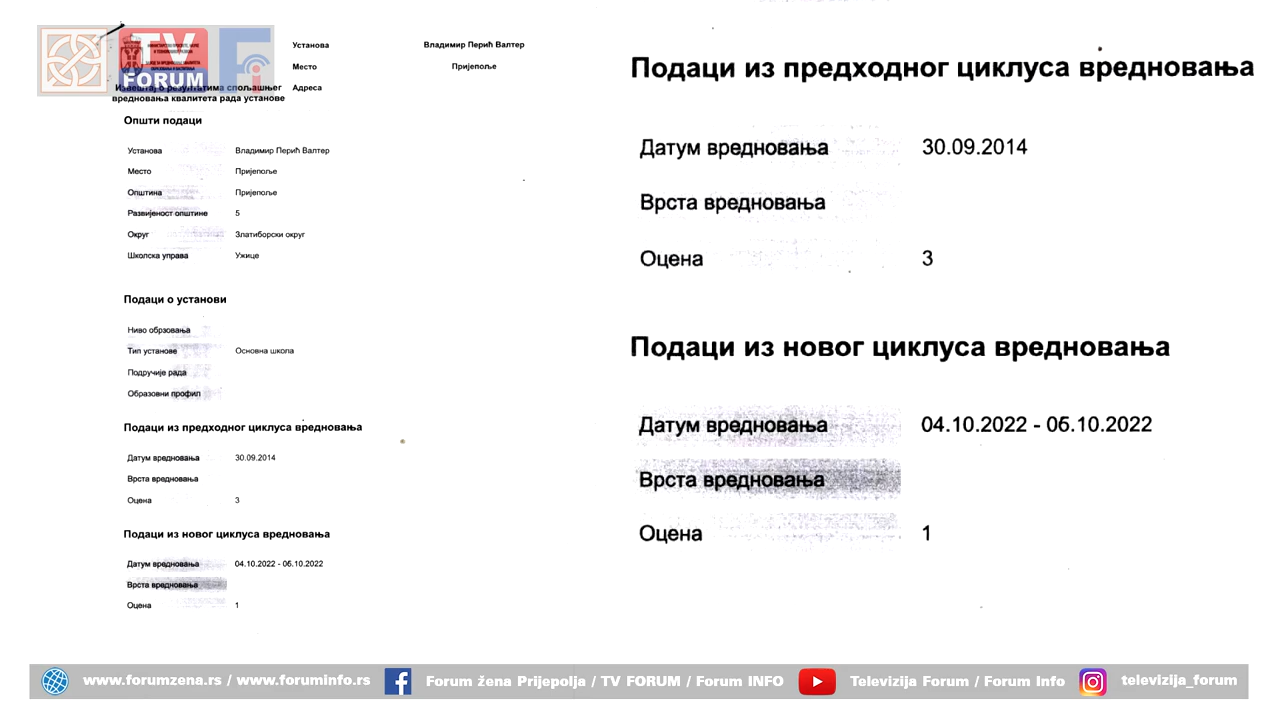 TV
FORUM
Fi
Установа Владимир Перић Валтер
Место Пријепоље
Адреса
Извештај о резултатима спољашњег
вредновања квалитета рада установе
Општи подаци
Установа Владимир Перић Валтер
Место Пријепоље
Општина Пријепоље
Развијеност општине 5
Округ Златиборски округ
Школска управа Ужице
Подаци о установи
Ниво обрзовања
Тип установе Основна школа
Подручије рада
Образовни профил
Подаци из предходног циклуса вредновања
Датум вредновања 30.09.2014
Врста вредновања
Оцена 3
Подаци из новог циклуса вредновања
Датум вредновања 04.10.2022 - 06.10.2022
Врста вредновања
Оцена 1
Подаци из предходног циклуса вредновања
Датум вредновања 30.09.2014
Врста вредновања
Оцена 3
Подаци из новог циклуса вредновања
Датум вредновања 04.10.2022 - 06.10.2022
Врста вредновања
Оцена 1
www.forumzena.rs / www.foruminfo.rs Forum žena Prijepolja / TV FORUM / Forum INFO Televizija Forum / Forum Info televizija_forum